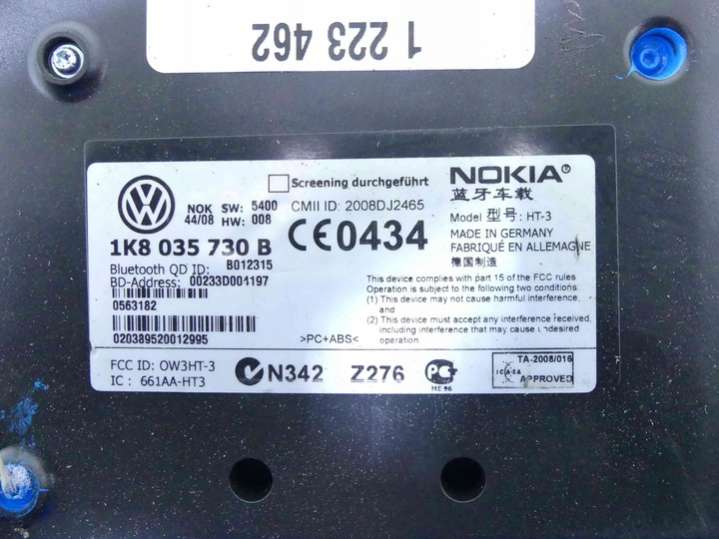 1 223 462
Screening durchgeführt
NOK SW: 5400
44/08 HW: 008
CMII ID: 2008DJ2465
1K8 035 730 B
CE0434
Bluetooth QD ID: B012315
BD-Address: 00233D001197
0563182
020389520012995
>PC+ABS<
NOKIA®
蓝牙车载
Model 型号: HT-3
MADE IN GERMANY
FABRIQUÉ EN ALLEMAGNE
德国制造
This device complies with part 15 of the FCC rules
Operation is subject to the following two conditions:
(1) This device may not cause harmful interference,
and
(2) This device must accept any interference received,
including interference that may cause undesired
operation
FCC ID: OW3HT-3
IC : 661AA-HT3
N342
Z276
ME 96
TA-2008/016
ICASA
APPROVED